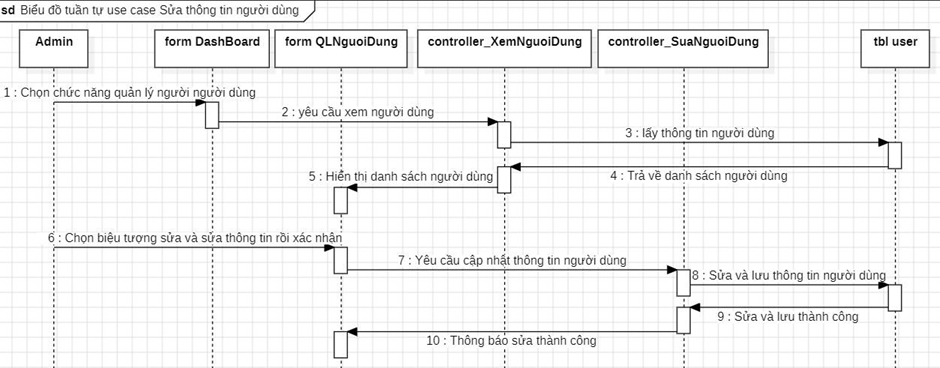 sd Biểu đồ tuần tự use case Sửa thông tin người dùng
Admin
form DashBoard
form QLNguoiDung
controller_XemNguoiDung
controller_SuaNguoiDung
tbl user
1 : Chọn chức năng quản lý người người dùng
2 : yêu cầu xem người dùng
3 : lấy thông tin người dùng
4 : Trả về danh sách người dùng
5 : Hiển thị danh sách người dùng
6 : Chọn biệu tượng sửa và sửa thông tin rồi xác nhận
7 : Yêu cầu cập nhất thông tin người dùng
8 : Sửa và lưu thông tin người dùng
9 : Sửa và lưu thành công
10 : Thông báo sửa thành công